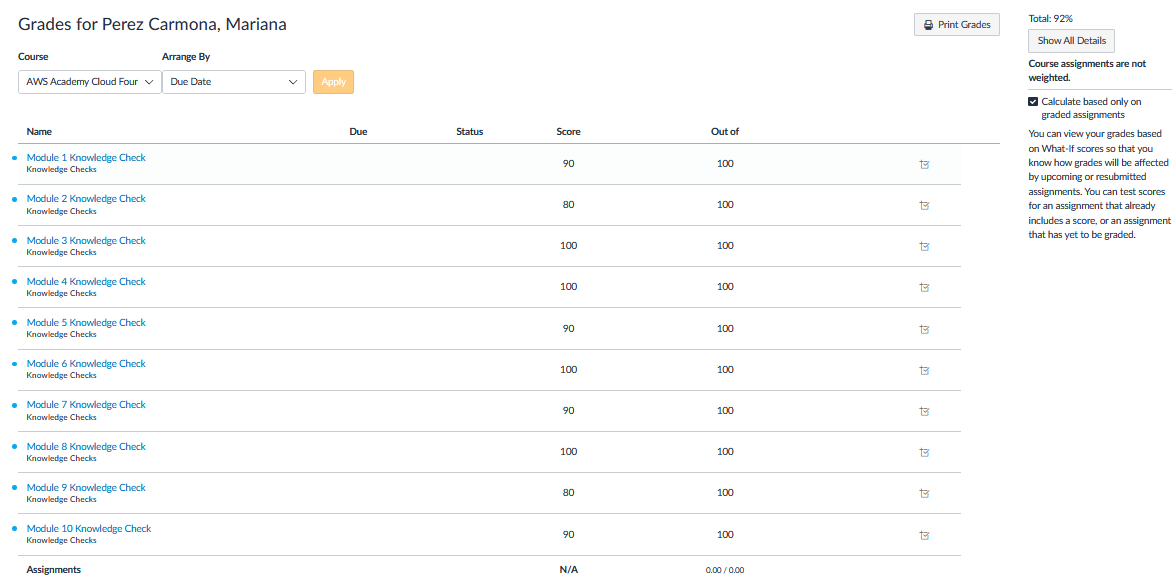 Grades for Perez Carmona, Mariana
Print Grades
Course
Arrange By
AWS Academy Cloud Four
Due Date
Apply
Name Due Status Score Out of
Module 1 Knowledge Check
Knowledge Checks
90 100
Module 2 Knowledge Check
Knowledge Checks
80 100
Module 3 Knowledge Check
Knowledge Checks
100 100
Module 4 Knowledge Check
Knowledge Checks
100 100
Module 5 Knowledge Check
Knowledge Checks
90 100
Module 6 Knowledge Check
Knowledge Checks
100 100
Module 7 Knowledge Check
Knowledge Checks
90 100
Module 8 Knowledge Check
Knowledge Checks
100 100
Module 9 Knowledge Check
Knowledge Checks
80 100
Module 10 Knowledge Check
Knowledge Checks
90 100
Assignments N/A 0.00 / 0.00
Total: 92%
Show All Details
Course assignments are not
weighted.
Calculate based only on
graded assignments
You can view your grades based
on What-If scores so that you
know how grades will be affected
by upcoming or resubmitted
assignments. You can test scores
for an assignment that already
includes a score, or an assignment
that has yet to be graded.